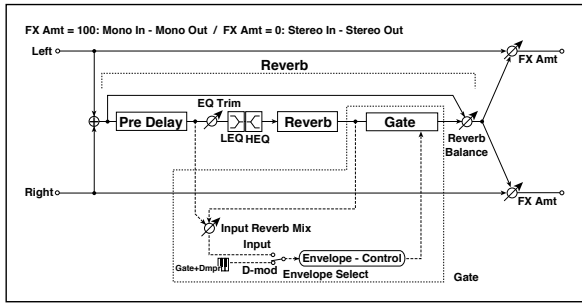 FX Amt = 100: Mono In - Mono Out / FX Amt = 0: Stereo In - Stereo Out
Left
FX Amt
Reverb
EQ Trim
Pre Delay
Reverb
Gate
LEQ HEQ
Reverb
Balance
Right
FX Amt
Input Reverb Mix
Input
Envelope - Control
D-mod
Gate+Dmpr
Envelope Select
Gate